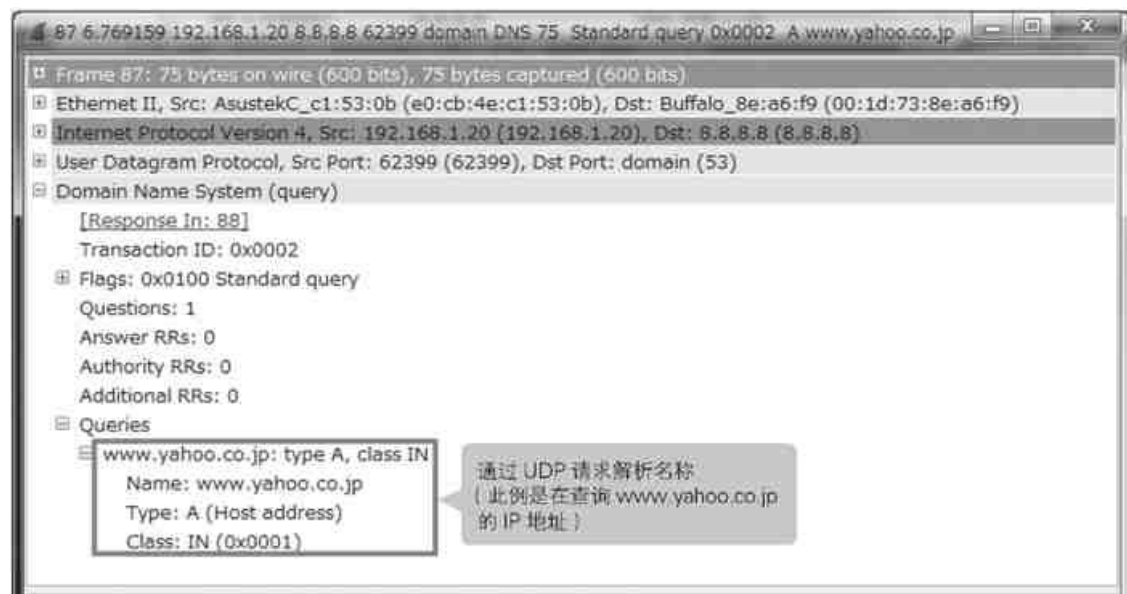 87 6.769159 192.168.1.20 8.8.8.8 62399 domain DNS 75 Standard query 0x0002 A www.yahoo.co.jp
Frame 87: 75 bytes on wire (600 bits), 75 bytes captured (600 bits)
Ethernet II, Src: AsustekC_c1:53:0b (e0:cb:4e:c1:53:0b), Dst: Buffalo_8e:a6:f9 (00:1d:73:8e:a6:f9)
Internet Protocol Version 4, Src: 192.168.1.20 (192.168.1.20), Dst: 8.8.8.8 (8.8.8.8)
User Datagram Protocol, Src Port: 62399 (62399), Dst Port: domain (53)
Domain Name System (query)
[Response In: 88]
Transaction ID: 0x0002
Flags: 0x0100 Standard query
Questions: 1
Answer RRs: 0
Authority RRs: 0
Additional RRs: 0
Queries
www.yahoo.co.jp: type A, class IN
Name: www.yahoo.co.jp
Type: A (Host address)
Class: IN (0x0001)
通过 UDP 请求解析名称
（此例是在查询 www.yahoo.co.jp
的 IP 地址）